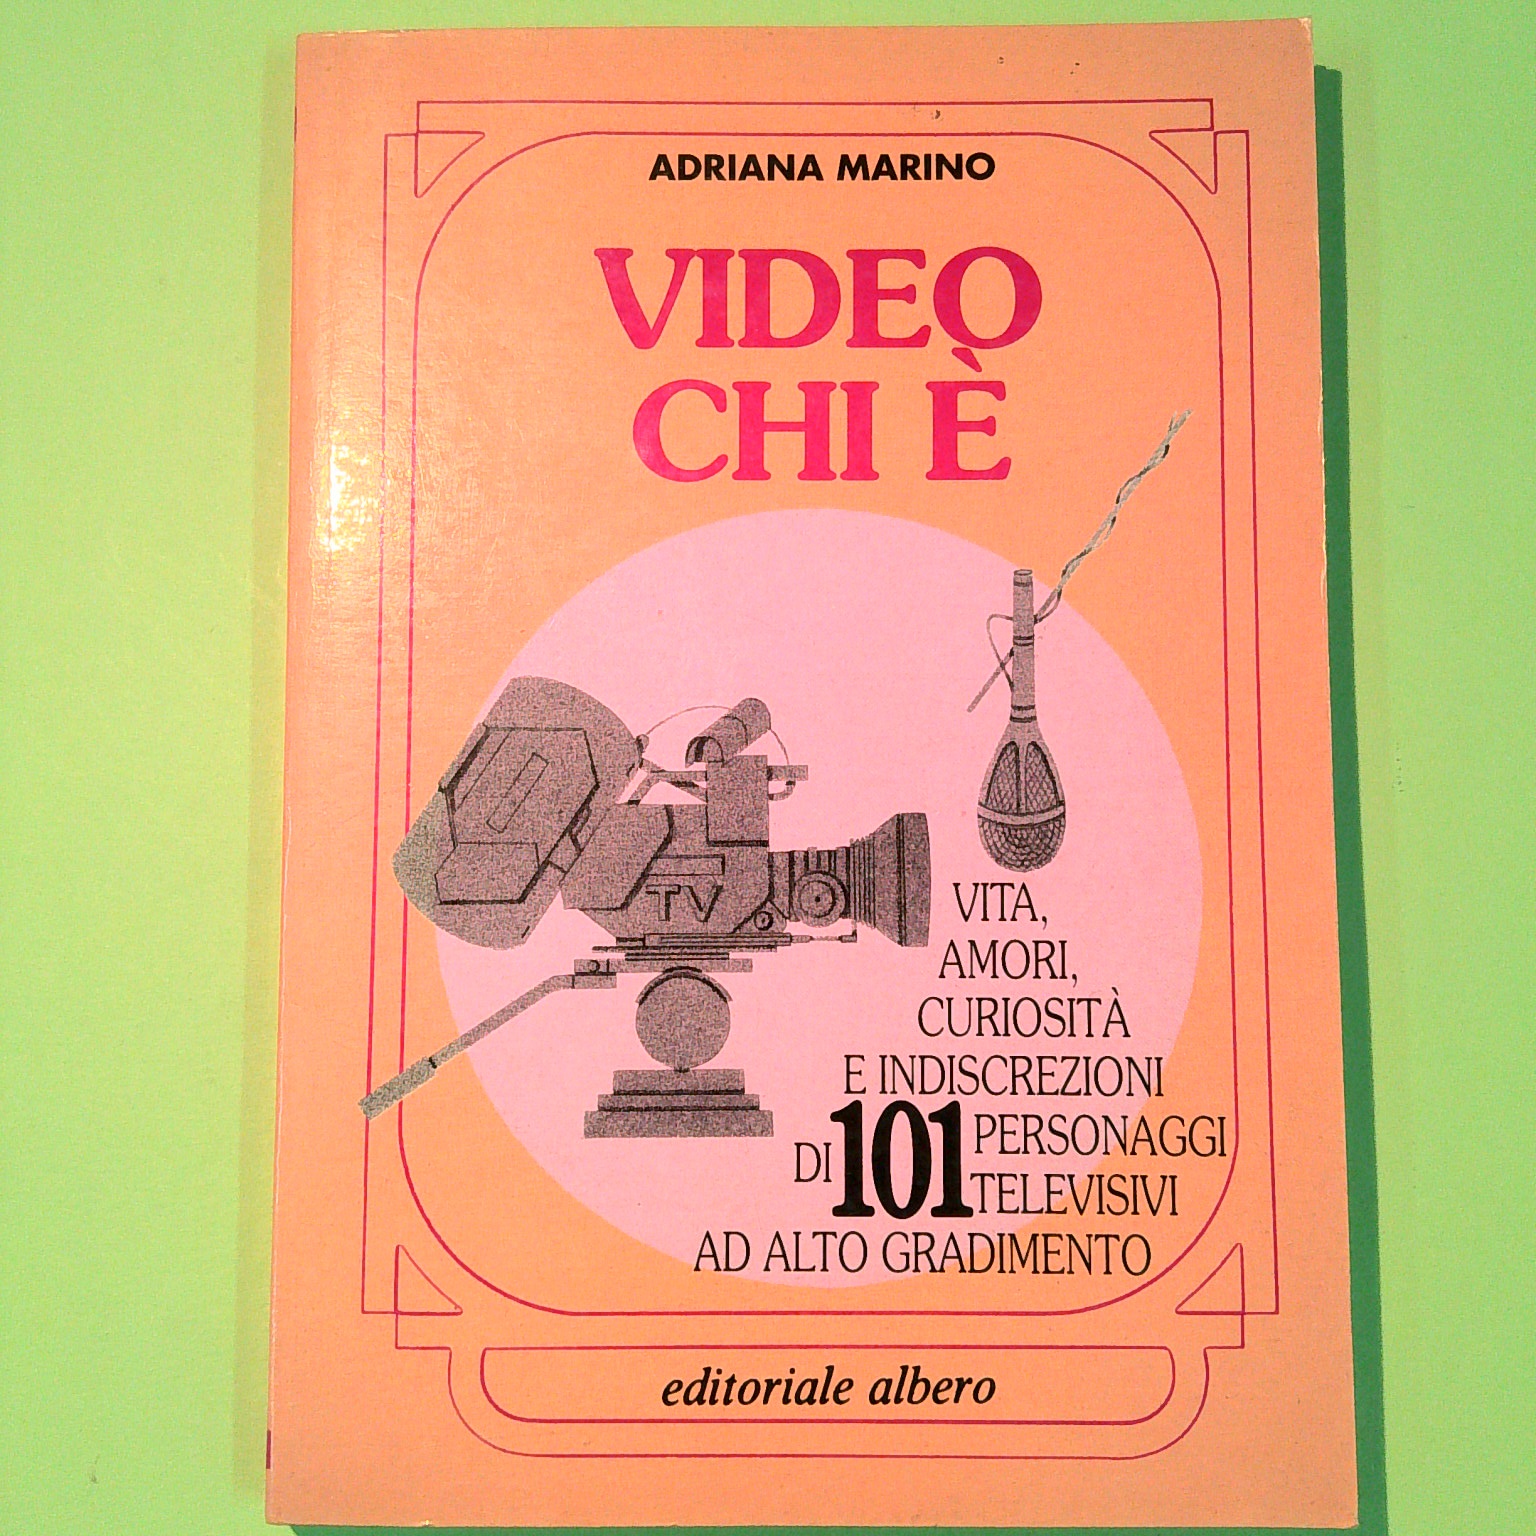 ADRIANA MARINO
VIDEO
CHI È
TV
VITA,
AMORI,
CURIOSITÀ
E INDISCREZIONI
DI 101 PERSONAGGI
TELEVISIVI
AD ALTO GRADIMENTO
editoriale albero